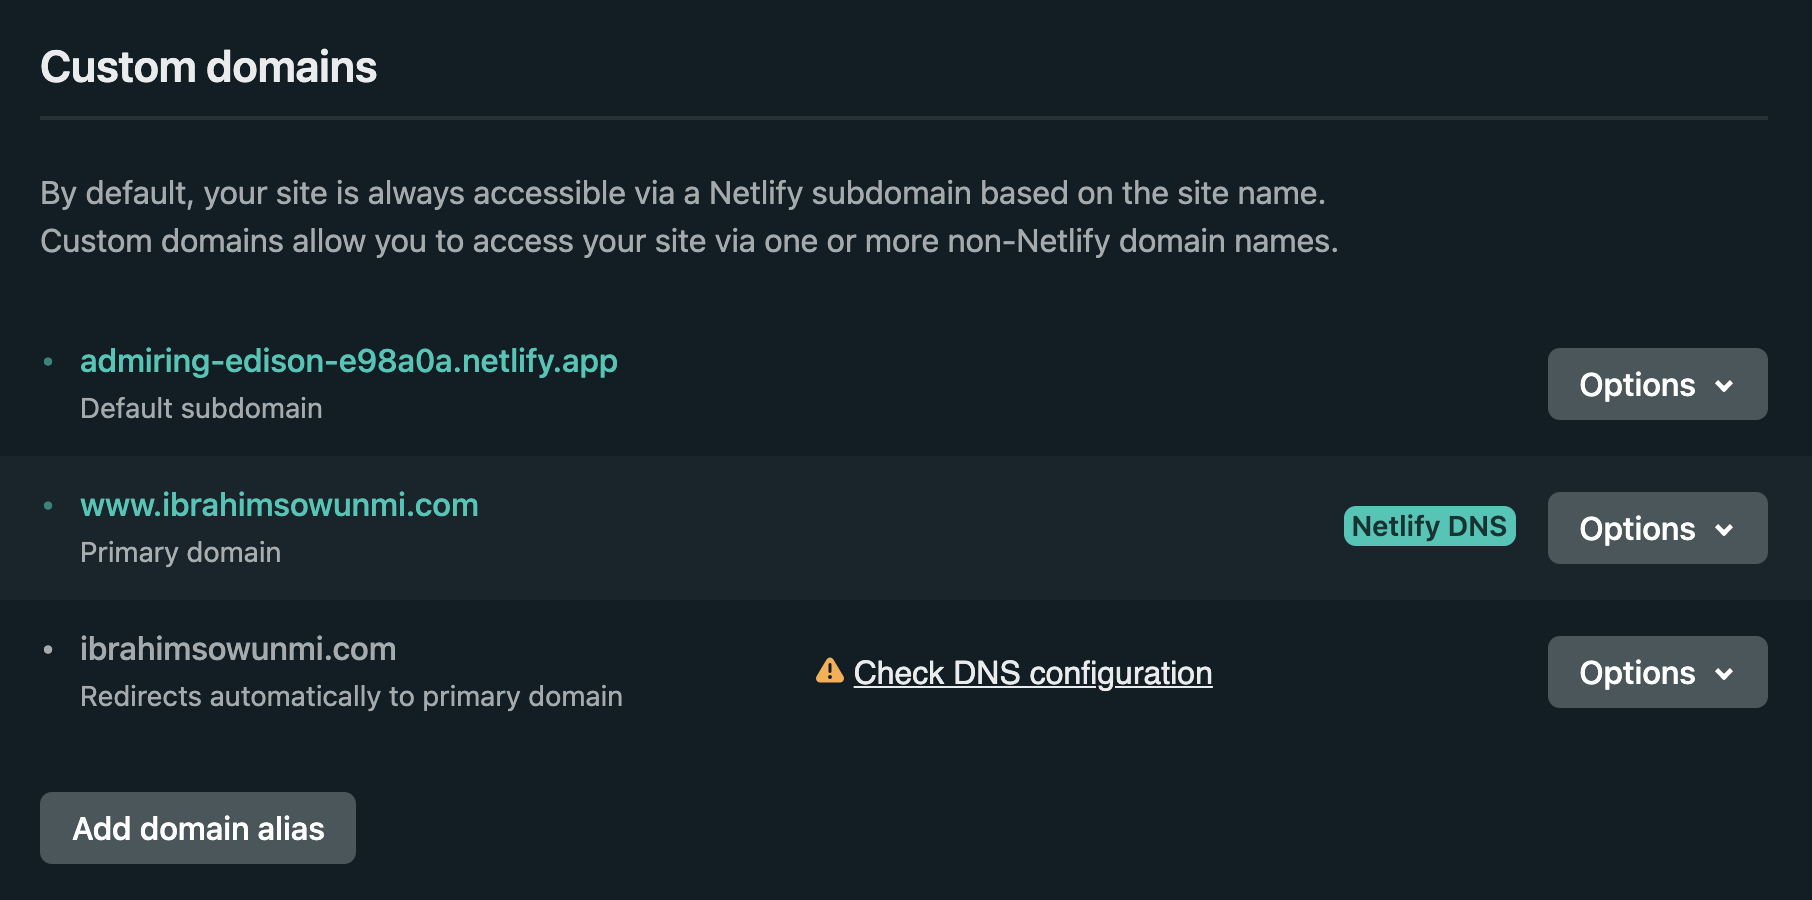 Custom domains
By default, your site is always accessible via a Netlify subdomain based on the site name.
Custom domains allow you to access your site via one or more non-Netlify domain names.
admiring-edison-e98a0a.netlify.app
Default subdomain
Options
www.ibrahimsowunmi.com
Primary domain
Netlify DNS
Options
ibrahimsowunmi.com
Redirects automatically to primary domain
Check DNS configuration
Options
Add domain alias